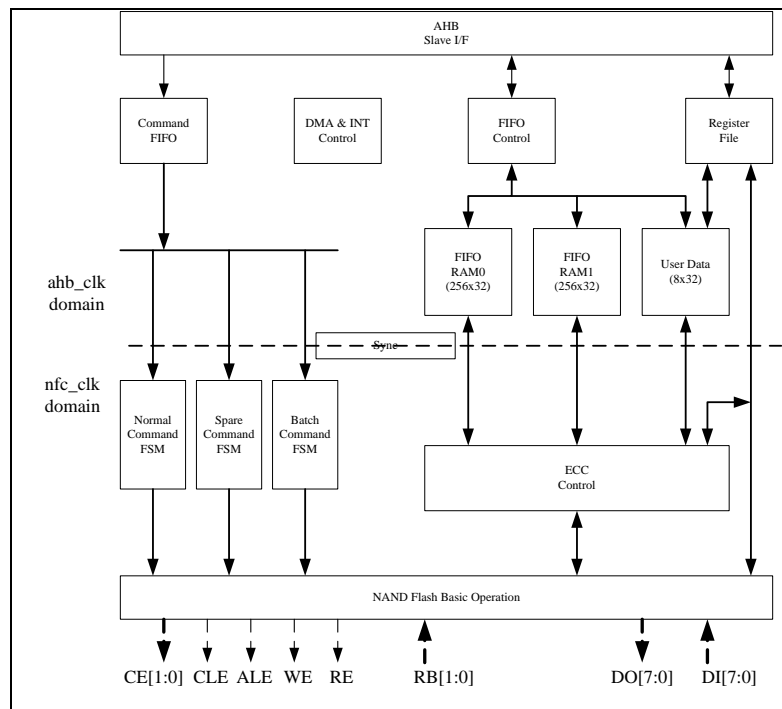 AHB
Slave I/F
Command
FIFO
DMA & INT
Control
FIFO
Control
Register
File
FIFO
RAM0
(256x32)
FIFO
RAM1
(256x32)
User Data
(8x32)
ahb_clk
domain
Sync
nfc_clk
domain
Normal
Command
FSM
Spare
Command
FSM
Batch
Command
FSM
ECC
Control
NAND Flash Basic Operation
CE[1:0] CLE ALE WE RE RB[1:0] DO[7:0] DI[7:0]